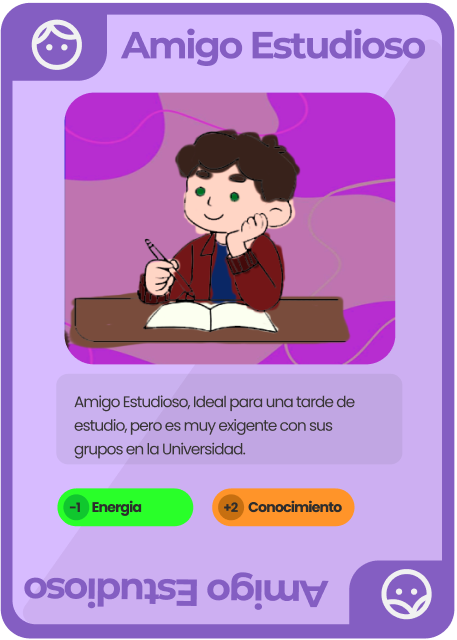 Amigo Estudioso
Amigo Estudioso, Ideal para una tarde de
estudio, pero es muy exigente con sus
grupos en la Universidad.
-1 Energia
+2 Conocimiento
Amigo Estudioso